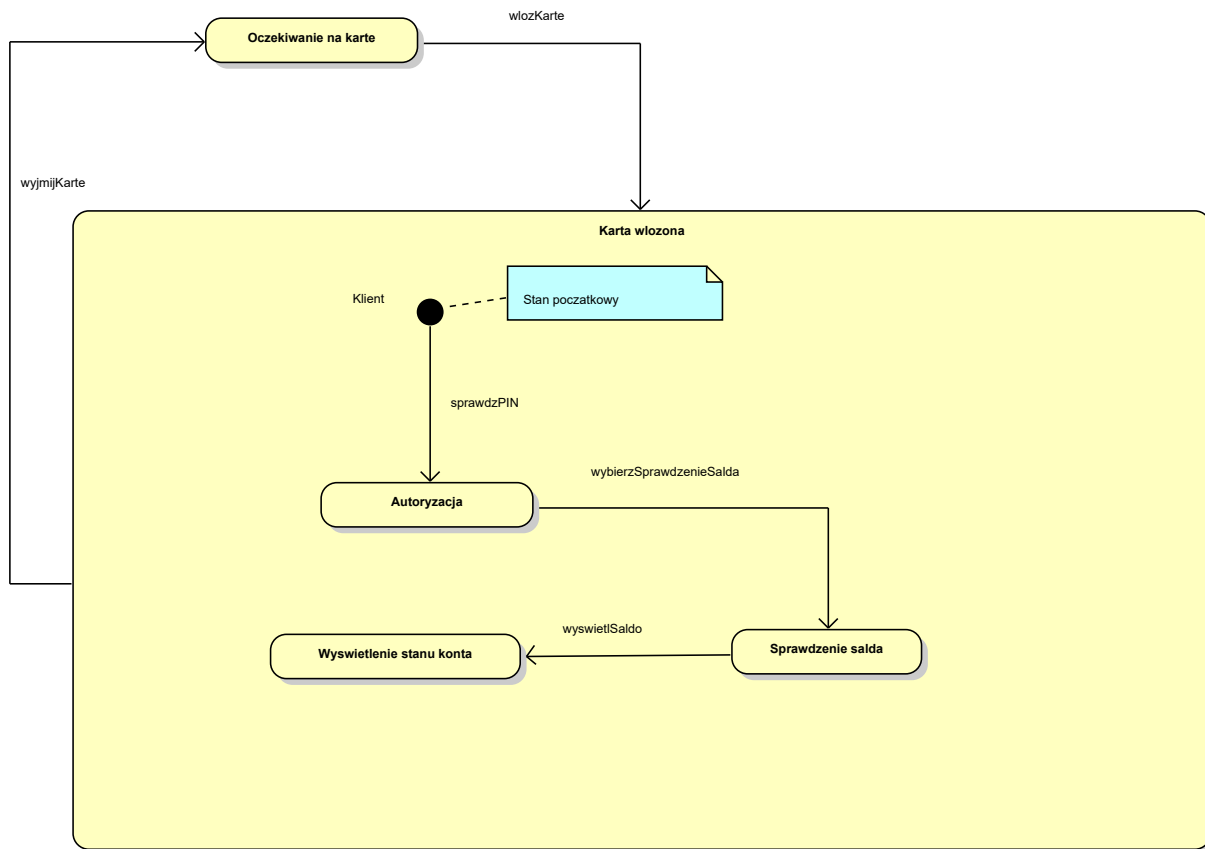 wlozKarte
Oczekiwanie na karte
wyjmijKarte
Karta wlozona
Klient
Stan poczatkowy
sprawdzPIN
wybierzSprawdzenieSalda
Autoryzacja
wyswietlSaldo
Wyswietlenie stanu konta
Sprawdzenie salda